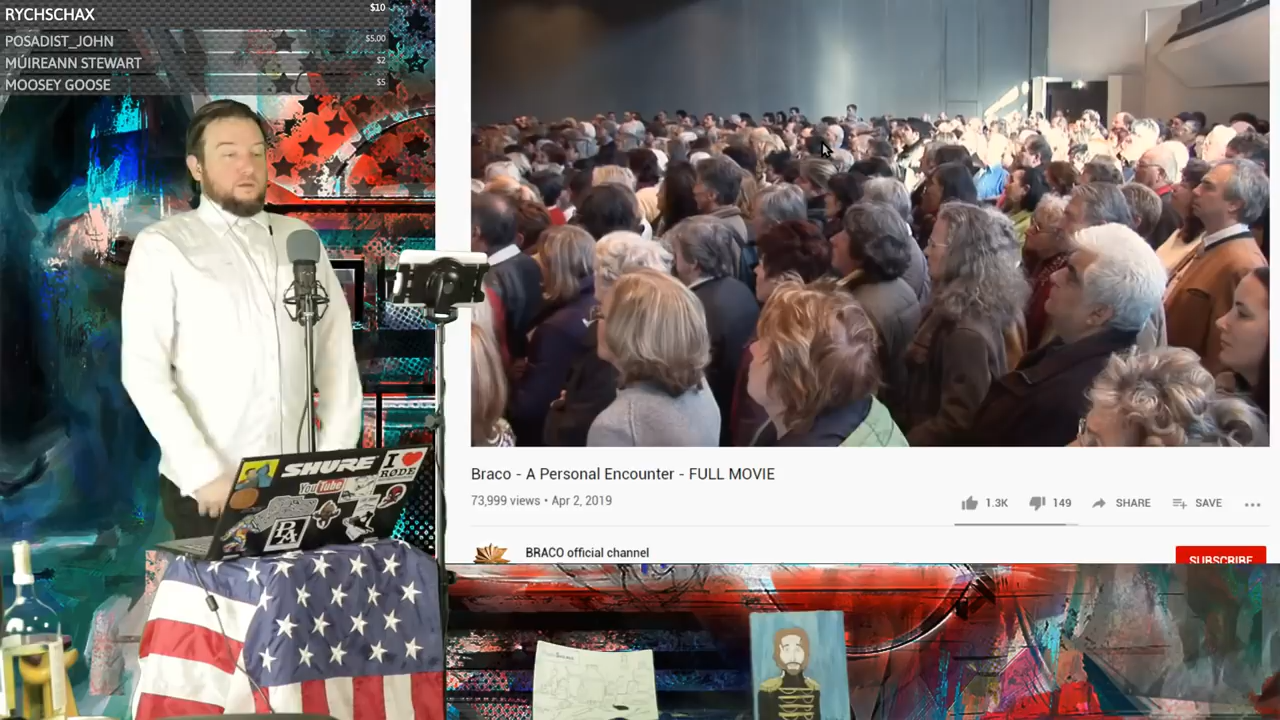 RYCHSCHAX $10
POSADIST_JOHN $5.00
MÚIREANN STEWART $2
MOOSEY GOOSE $5
SHURE
I ♥ RØDE
YouTube
PA
Braco - A Personal Encounter - FULL MOVIE
73,999 views • Apr 2, 2019
1.3K 149 SHARE SAVE
BRACO official channel
SUBSCRIBE